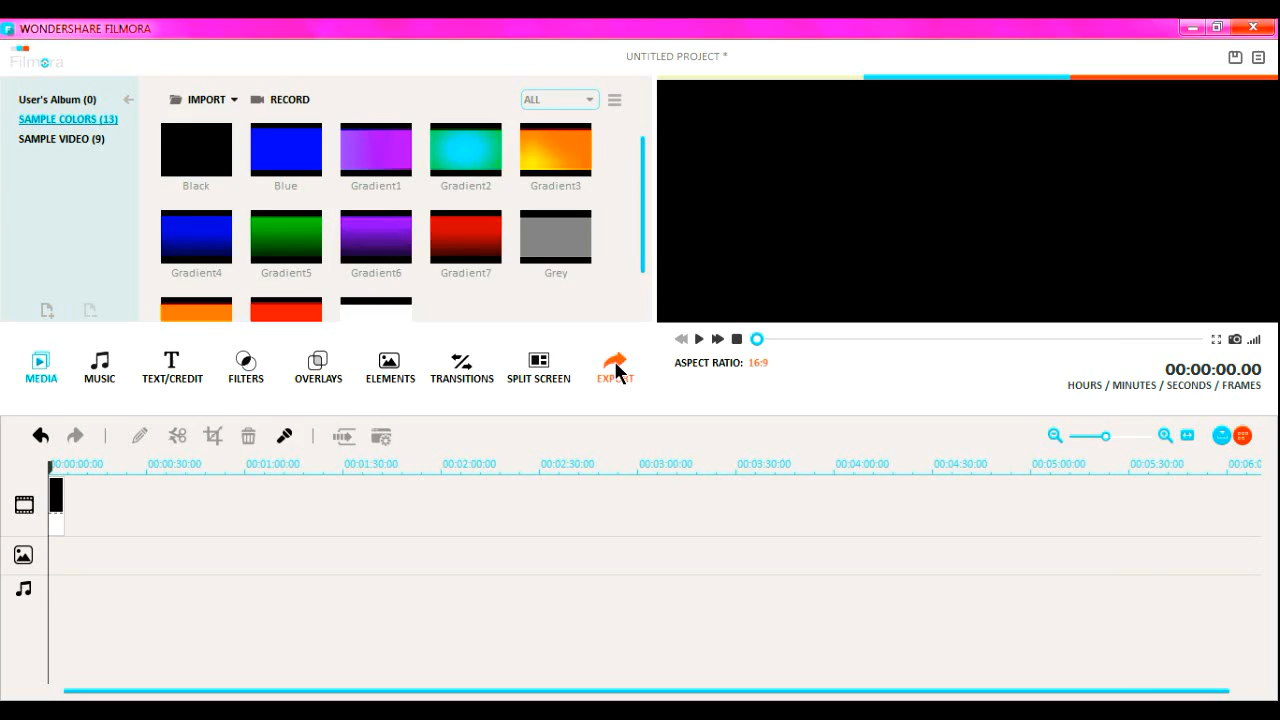 WONDERSHARE FILMORA
Filmora
UNTITLED PROJECT *
User's Album (0)
SAMPLE COLORS (13)
SAMPLE VIDEO (9)
IMPORT
RECORD
ALL
Black
Blue
Gradient1
Gradient2
Gradient3
Gradient4
Gradient5
Gradient6
Gradient7
Grey
MEDIA
MUSIC
TEXT/CREDIT
FILTERS
OVERLAYS
ELEMENTS
TRANSITIONS
SPLIT SCREEN
EXPORT
ASPECT RATIO: 16:9
00:00:00.00
HOURS / MINUTES / SECONDS / FRAMES
00:00:00:00 00:00:30:00 00:01:00:00 00:01:30:00 00:02:00:00 00:02:30:00 00:03:00:00 00:03:30:00 00:04:00:00 00:04:30:00 00:05:00:00 00:05:30:00 00:06:0